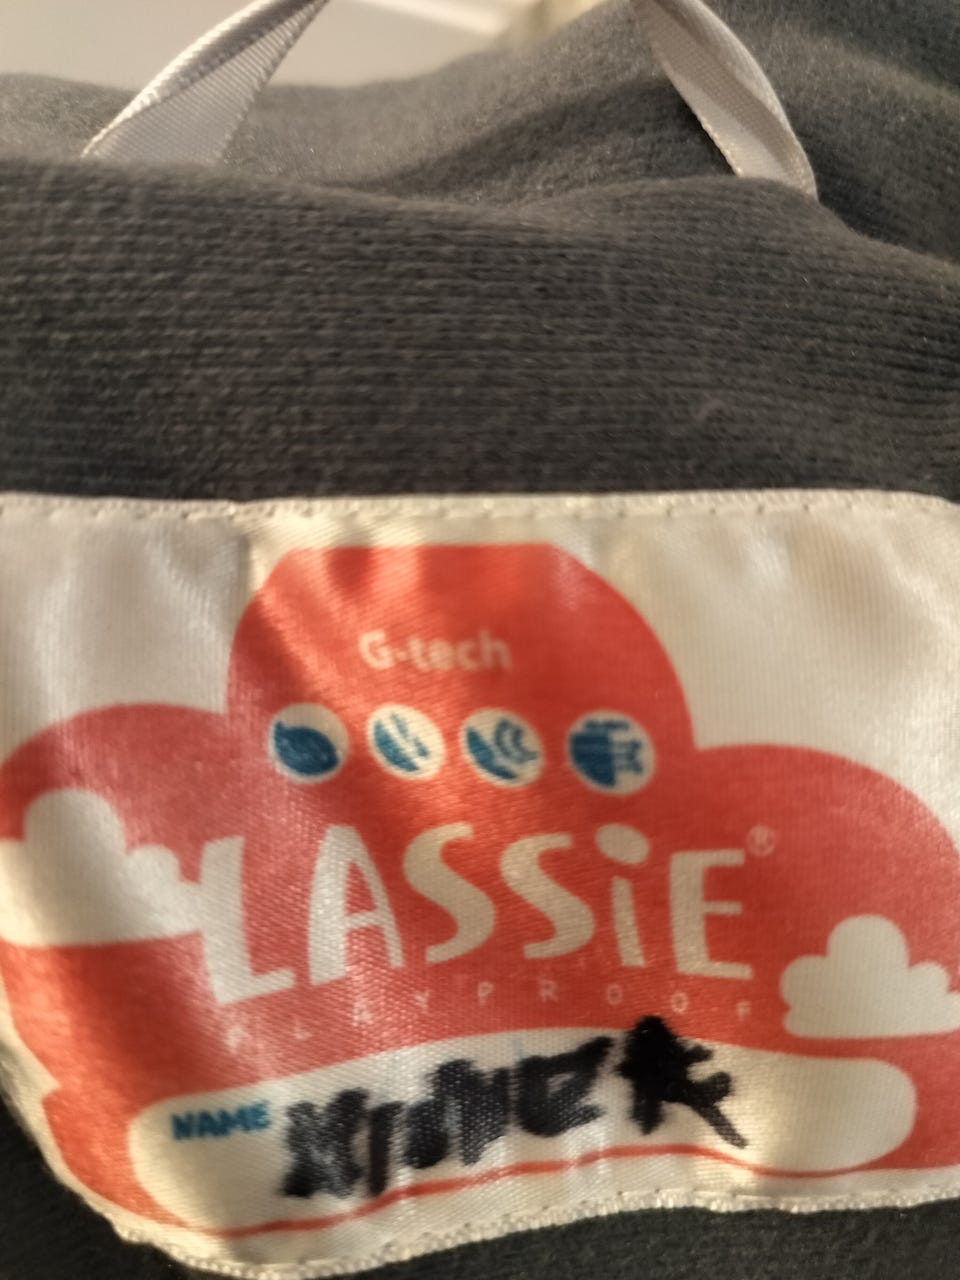 G-tech
LASSiE®
PLAYPROOF
NAME